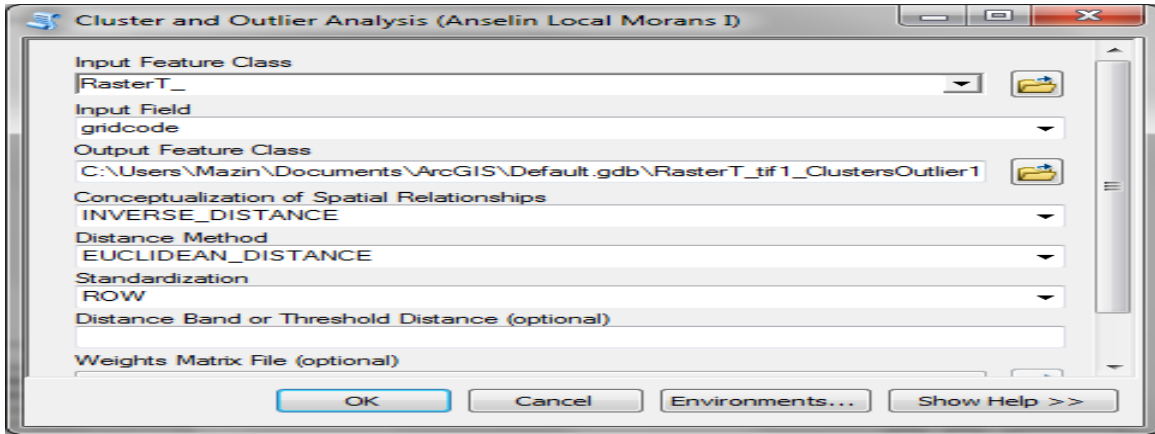 Cluster and Outlier Analysis (Anselin Local Morans I)
Input Feature Class
RasterT_
Input Field
gridcode
Output Feature Class
C:\Users\Mazin\Documents\ArcGIS\Default.gdb\RasterT_tif1_ClustersOutlier1
Conceptualization of Spatial Relationships
INVERSE_DISTANCE
Distance Method
EUCLIDEAN_DISTANCE
Standardization
ROW
Distance Band or Threshold Distance (optional)
Weights Matrix File (optional)
OK Cancel Environments... Show Help >>